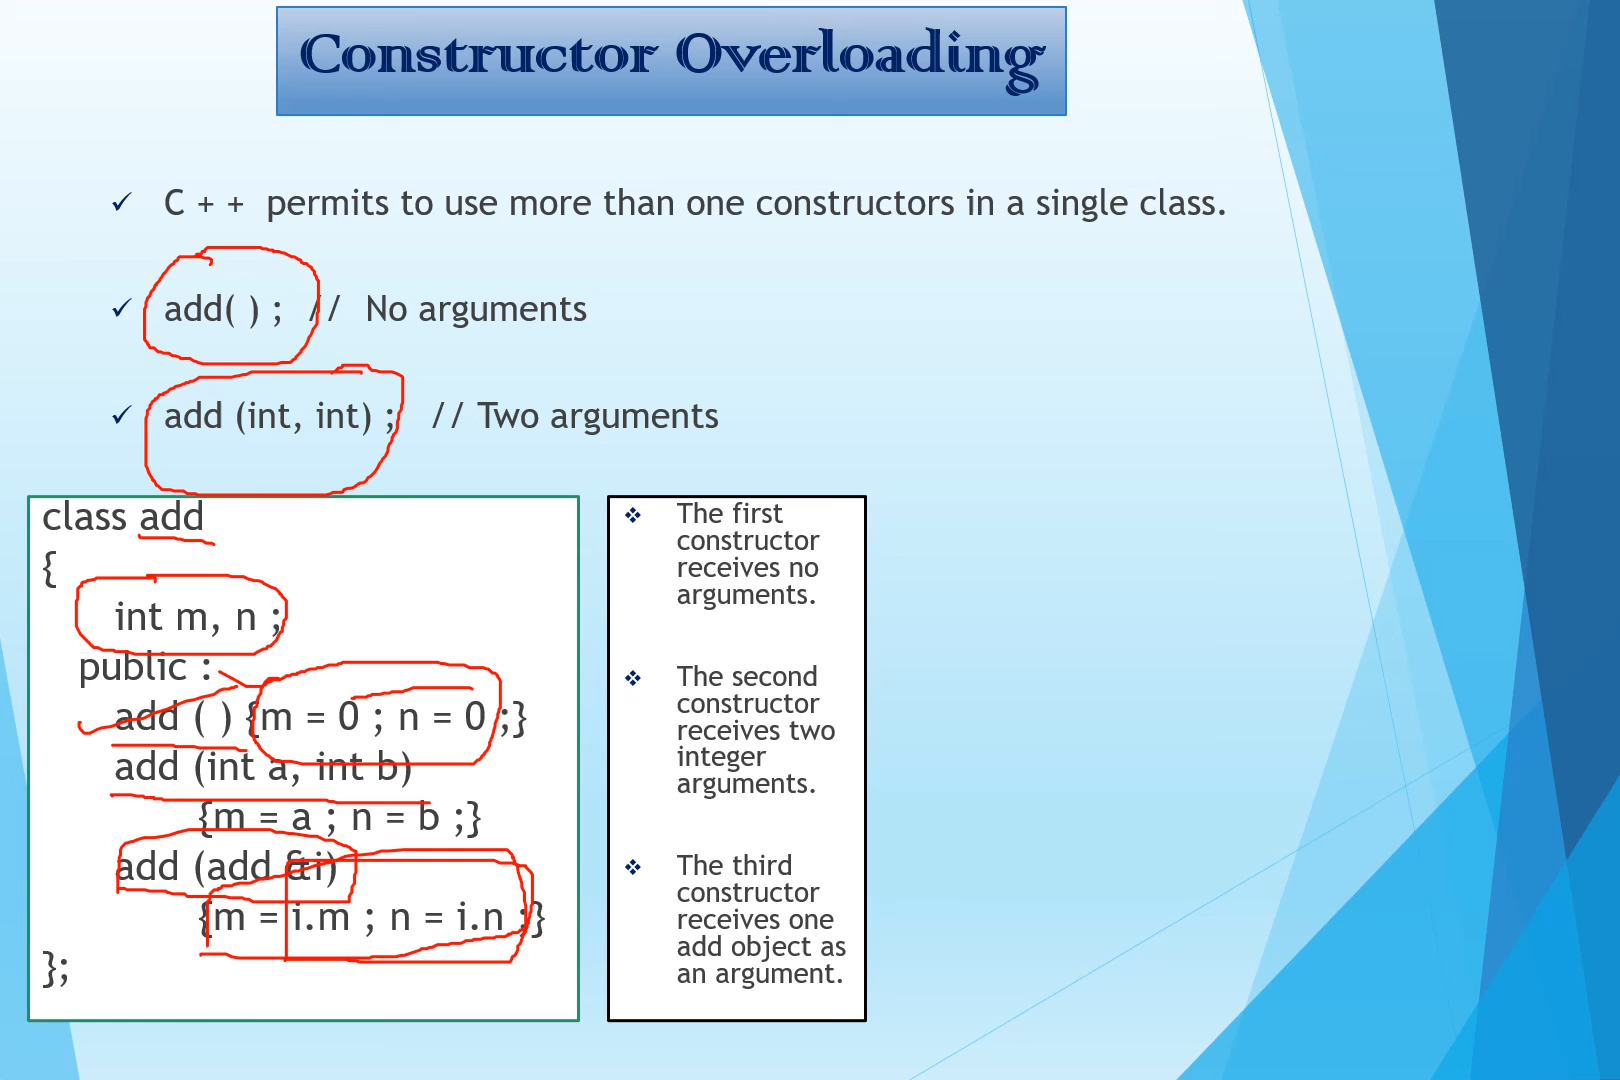 Constructor Overloading
C + + permits to use more than one constructors in a single class.
add( ) ; // No arguments
add (int, int) ; // Two arguments
class add
{
int m, n ;
public :
add ( ) {m = 0 ; n = 0 ;}
add (int a, int b)
{m = a ; n = b ;}
add (add &i)
{m = i.m ; n = i.n ;}
};
The first
constructor
receives no
arguments.
The second
constructor
receives two
integer
arguments.
The third
constructor
receives one
add object as
an argument.